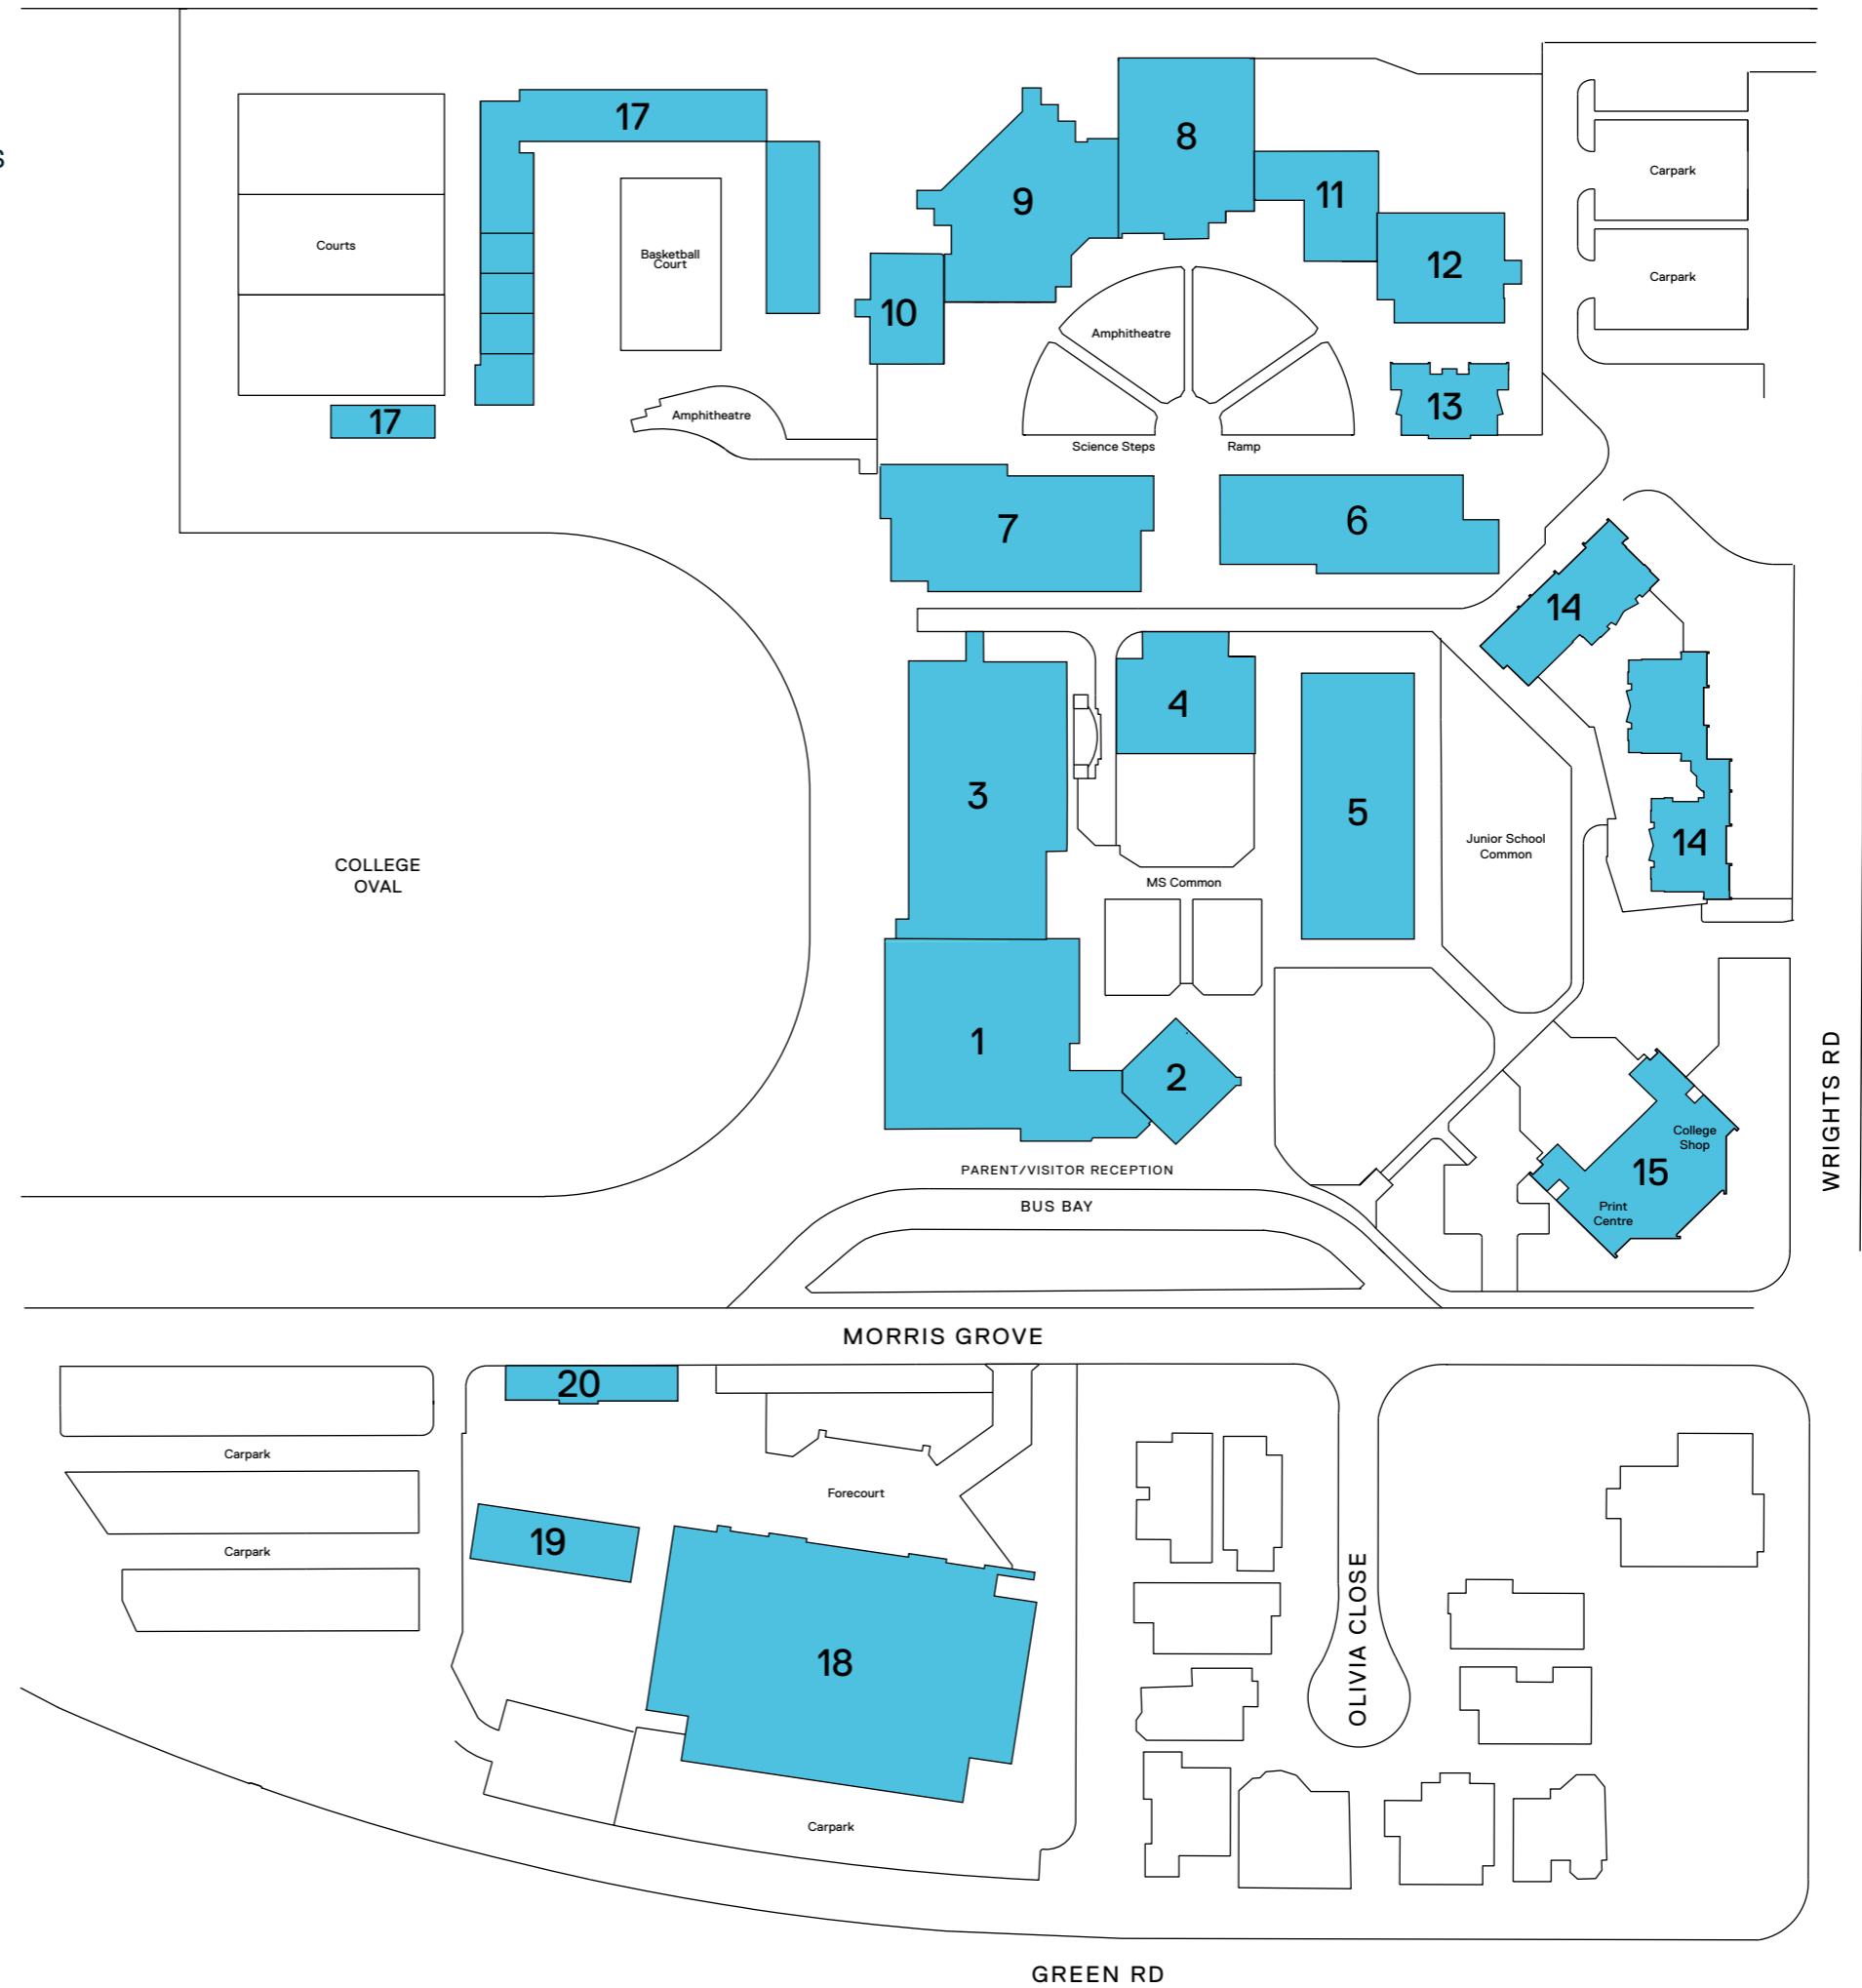 S
17
8
9
11
Carpark
Courts
Basketball
Court
12
Carpark
10
Amphitheatre
13
Amphitheatre
17
Science Steps
Ramp
7
6
14
4
3
5
Junior School
Common
14
COLLEGE
OVAL
MS Common
1
2
College
Shop
15
Print
Centre
WRIGHTS RD
PARENT/VISITOR RECEPTION
BUS BAY
MORRIS GROVE
20
Carpark
Forecourt
19
Carpark
18
OLIVIA CLOSE
Carpark
GREEN RD